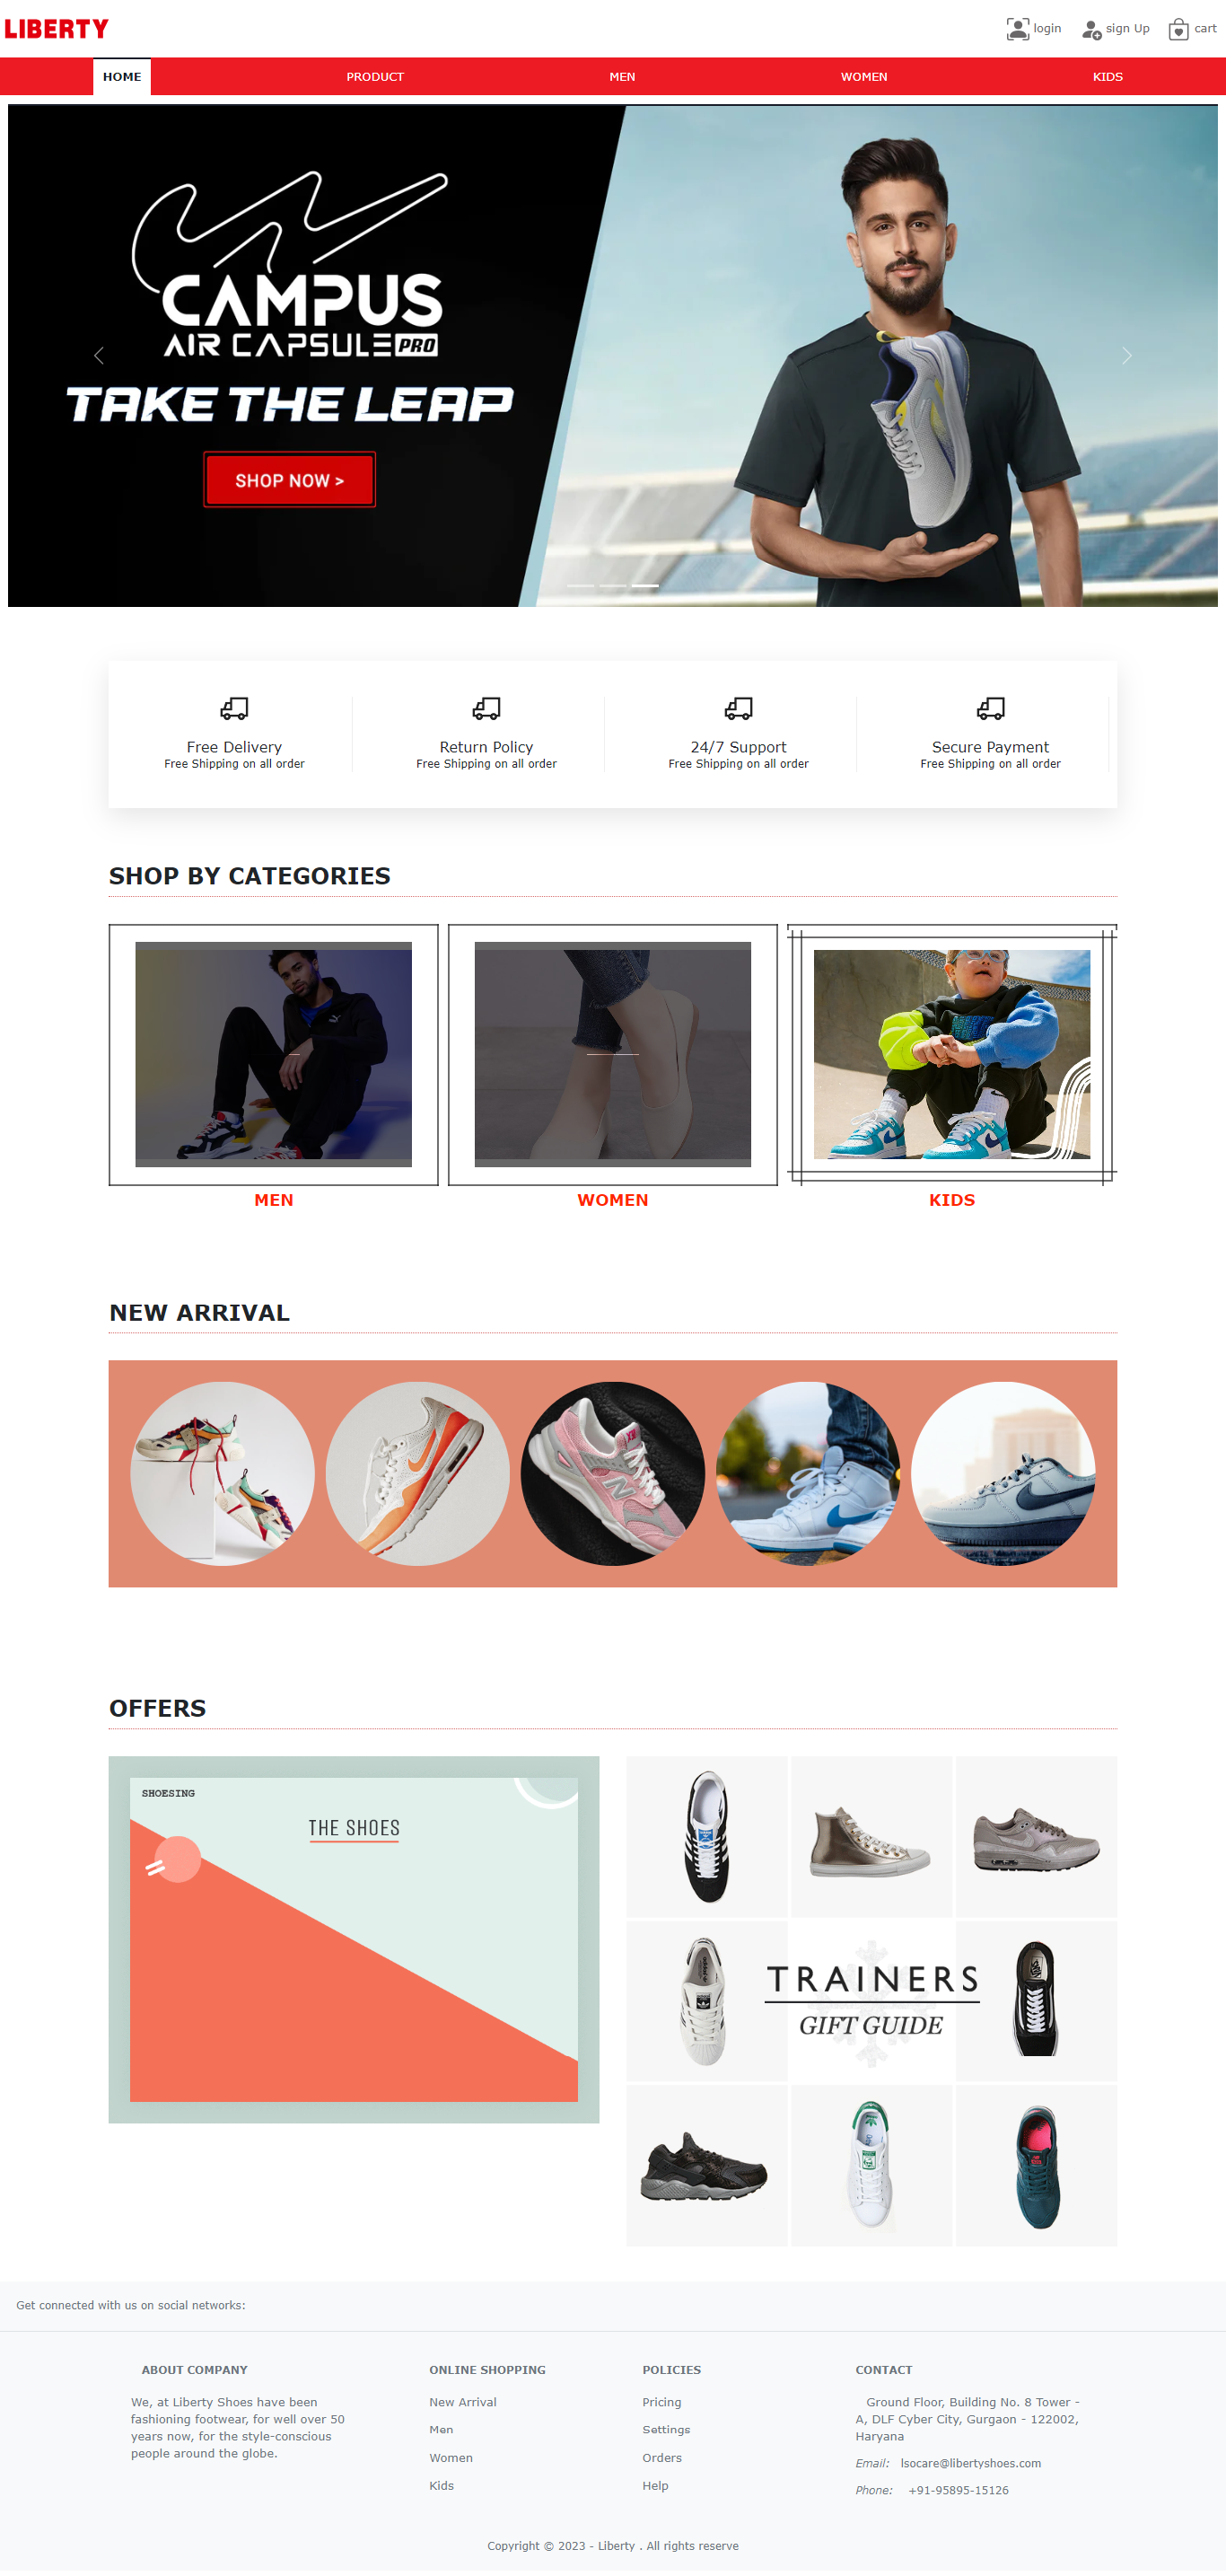 LIBERTY
login
sign Up
cart
HOME
PRODUCT
MEN
WOMEN
KIDS
CAMPUS
AIR CAPSULE PRO
TAKE THE LEAP
SHOP NOW >
Free Delivery
Free Shipping on all order
Return Policy
Free Shipping on all order
24/7 Support
Free Shipping on all order
Secure Payment
Free Shipping on all order
SHOP BY CATEGORIES
MEN
WOMEN
KIDS
NEW ARRIVAL
OFFERS
SHOESING
THE SHOES
TRAINERS
GIFT GUIDE
Get connected with us on social networks:
ABOUT COMPANY
We, at Liberty Shoes have been
fashioning footwear, for well over 50
years now, for the style-conscious
people around the globe.
ONLINE SHOPPING
New Arrival
Men
Women
Kids
POLICIES
Pricing
Settings
Orders
Help
CONTACT
Ground Floor, Building No. 8 Tower -
A, DLF Cyber City, Gurgaon - 122002,
Haryana
Email: lsocare@libertyshoes.com
Phone: +91-95895-15126
Copyright © 2023 - Liberty . All rights reserve